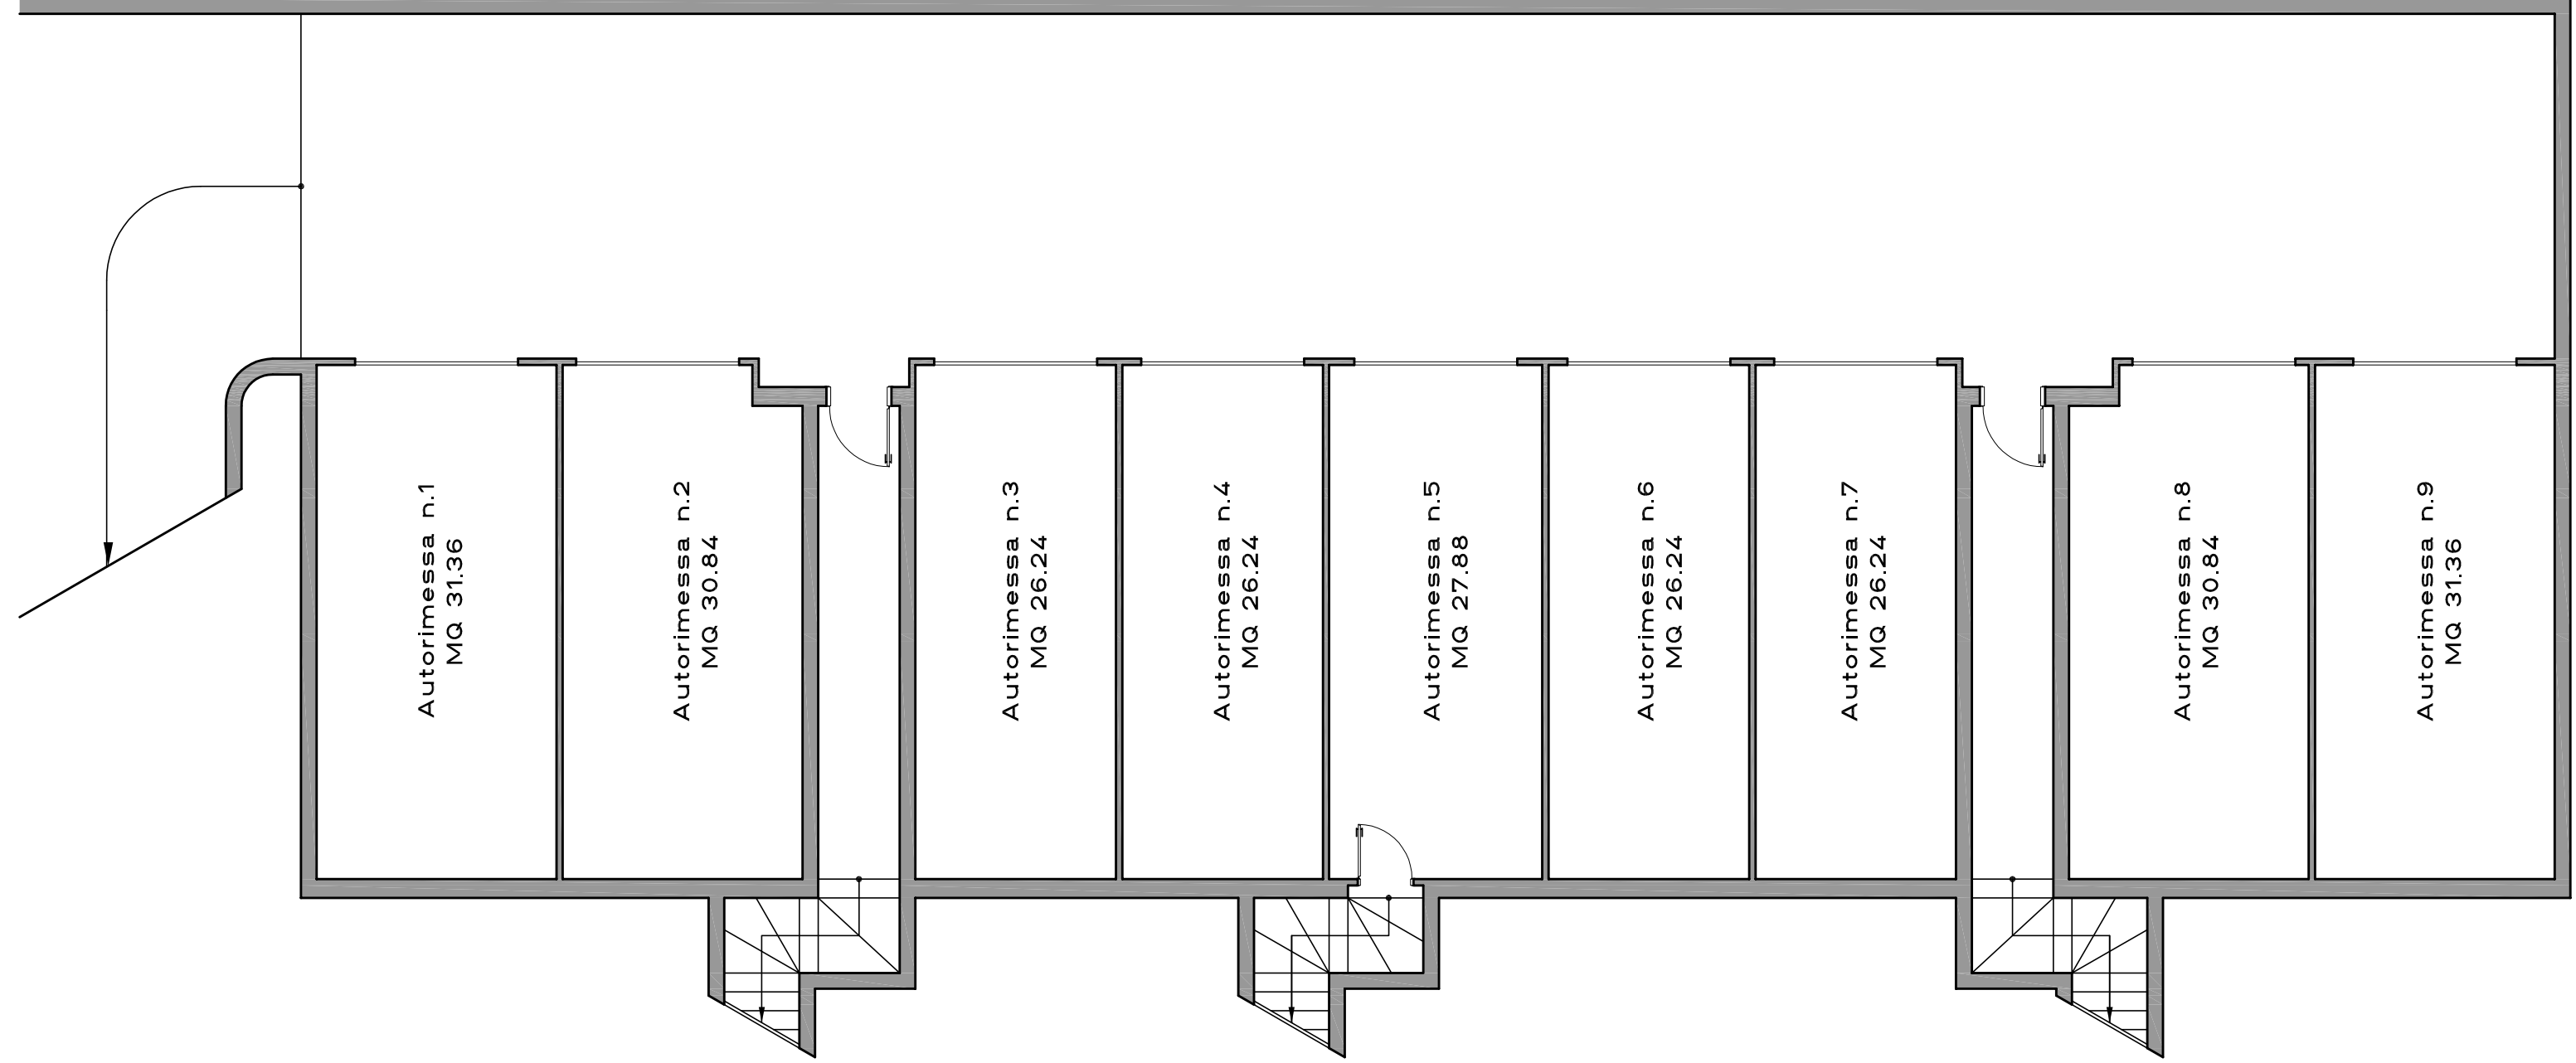 Autorimessa n.1
MQ 31.36
Autorimessa n.2
MQ 30.84
Autorimessa n.3
MQ 26.24
Autorimessa n.4
MQ 26.24
Autorimessa n.5
MQ 27.88
Autorimessa n.6
MQ 26.24
Autorimessa n.7
MQ 26.24
Autorimessa n.8
MQ 30.84
Autorimessa n.9
MQ 31.36